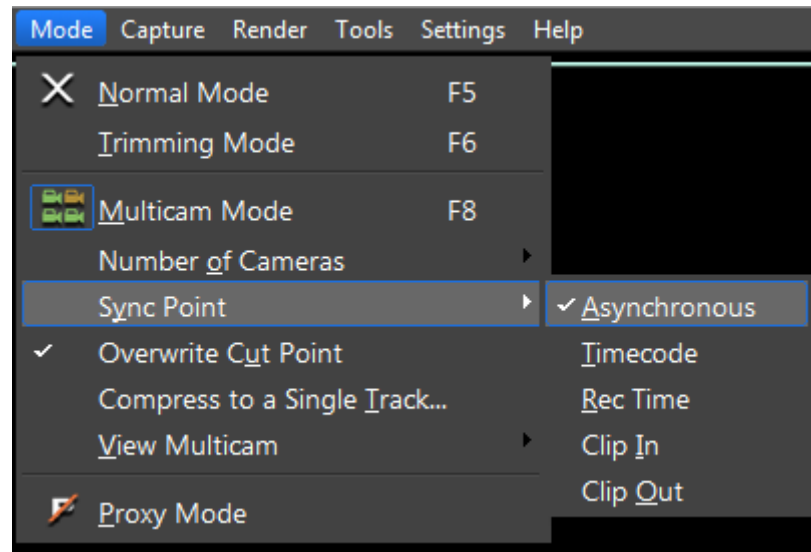 Mode Capture Render Tools Settings Help
Normal Mode F5
Trimming Mode F6
Multicam Mode F8
Number of Cameras
Sync Point
Overwrite Cut Point
Compress to a Single Track...
View Multicam
Proxy Mode
Asynchronous
Timecode
Rec Time
Clip In
Clip Out